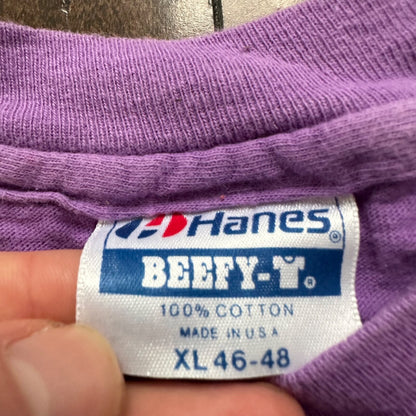 Hanes®
BEEFY-T®
100% COTTON
MADE IN U.S.A
XL 46-48